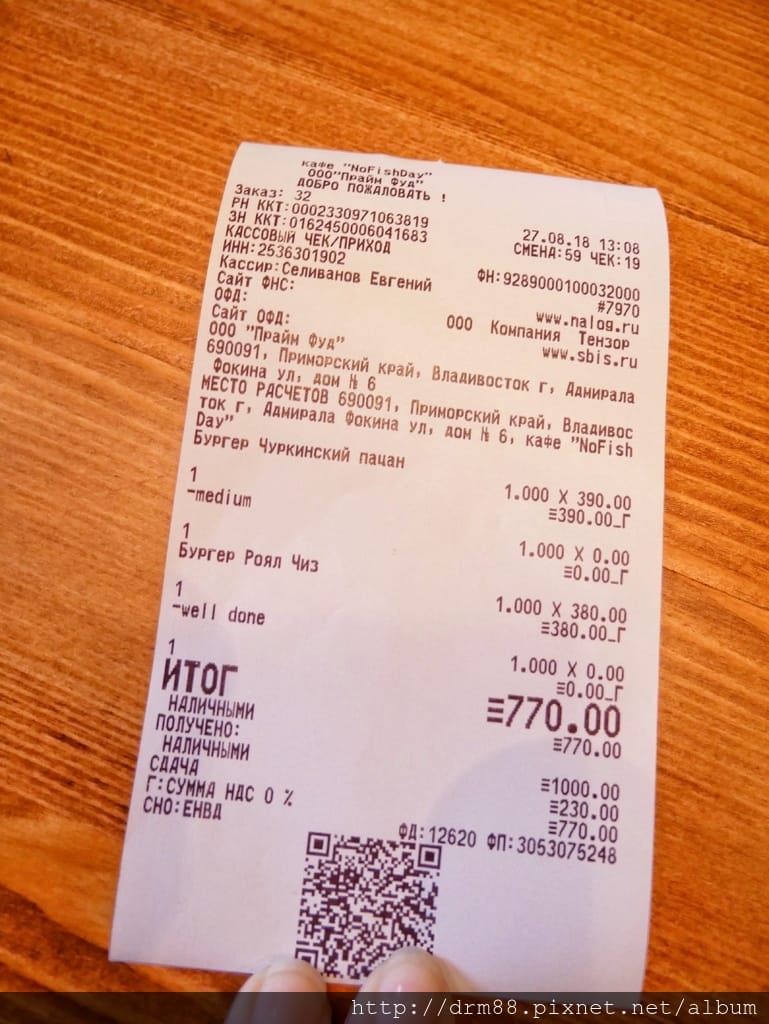 кафе "NoFishDay"
ООО"Прайм Фуд"
ДОБРО ПОЖАЛОВАТЬ !
Заказ: 32
РН ККТ:0002330971063819 27.08.18 13:08
ЗН ККТ:0162450006041683 СМЕНА:59 ЧЕК:19
КАССОВЫЙ ЧЕК/ПРИХОД
ИНН:2536301902 ФН:9289000100032000
Кассир:Селиванов Евгений #7970
Сайт ФНС: www.nalog.ru
ОФД: ООО Компания Тензор
Сайт ОФД: www.sbis.ru
ООО "Прайм Фуд"
690091, Приморский край, Владивосток г, Адмирала
Фокина ул, дом № 6
МЕСТО РАСЧЕТОВ 690091, Приморский край, Владивос
ток г, Адмирала Фокина ул, дом № 6, кафе "NoFish
Day"
Бургер Чуркинский пацан
1.000 X 390.00
1 ≡390.00_Г
-medium
1.000 X 0.00
1 ≡0.00_Г
Бургер Роял Чиз
1.000 X 380.00
1 ≡380.00_Г
-well done
1.000 X 0.00
1 ≡0.00_Г
ИТОГ ≡770.00
НАЛИЧНЫМИ ≡770.00
ПОЛУЧЕНО:
НАЛИЧНЫМИ ≡1000.00
СДАЧА ≡230.00
Г:СУММА НДС 0 % ≡770.00
СНО:ЕНВД ФД:12620 ФП:3053075248
http://drm88.pixnet.net/album